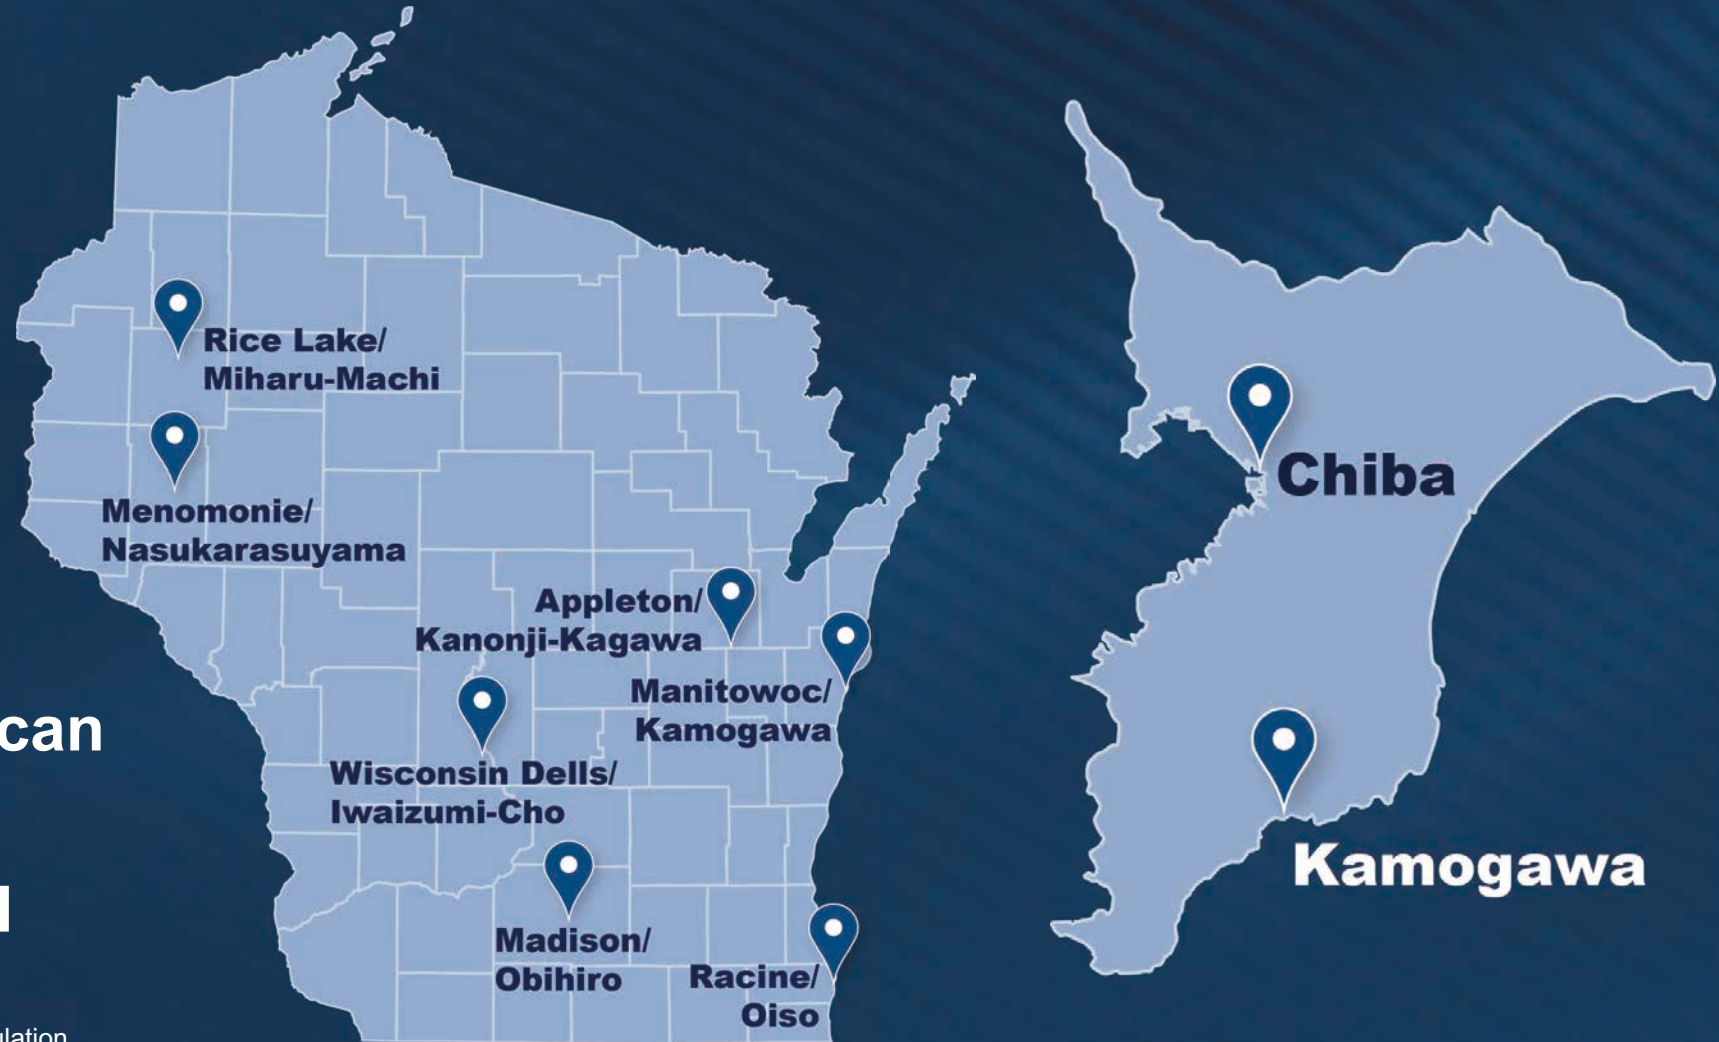 Rice Lake/
Miharu-Machi
Menomonie/
Nasukarasuyama
Appleton/
Kanonji-Kagawa
Manitowoc/
Kamogawa
Wisconsin Dells/
Iwaizumi-Cho
Madison/
Obihiro
Racine/
Oiso
Chiba
Kamogawa